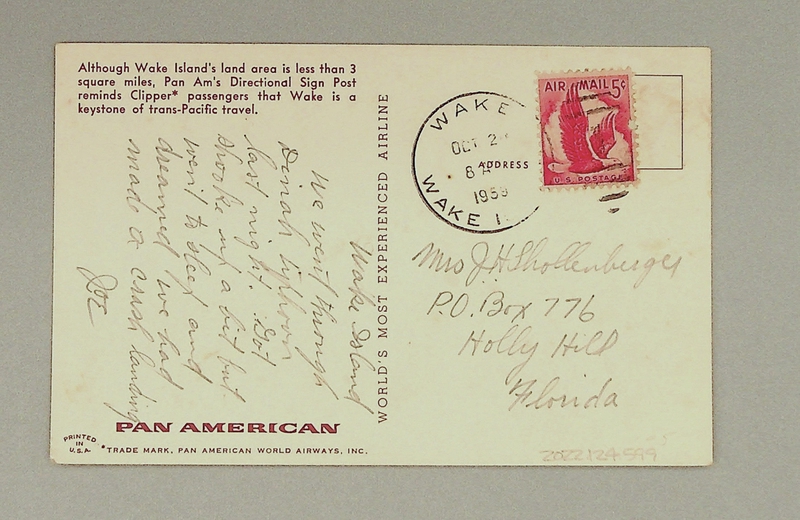 Although Wake Island's land area is less than 3
square miles, Pan Am's Directional Sign Post
reminds Clipper* passengers that Wake is a
keystone of trans-Pacific travel.
Wake Island
We went through
Dinah typhoon
last night. Got
shook up a bit but
went to sleep and
dreamed we had
made a crash landing
Joe
PAN AMERICAN
PRINTED
IN
U.S.A.
*TRADE MARK, PAN AMERICAN WORLD AIRWAYS, INC.
WORLD'S MOST EXPERIENCED AIRLINE
WAKE
OCT 2
8 A
1959
WAKE I.
ADDRESS
AIR MAIL 5¢
U.S. POSTAGE
Mrs J H Shollenberger
P.O. Box 776
Holly Hill
Florida
2022.124.599